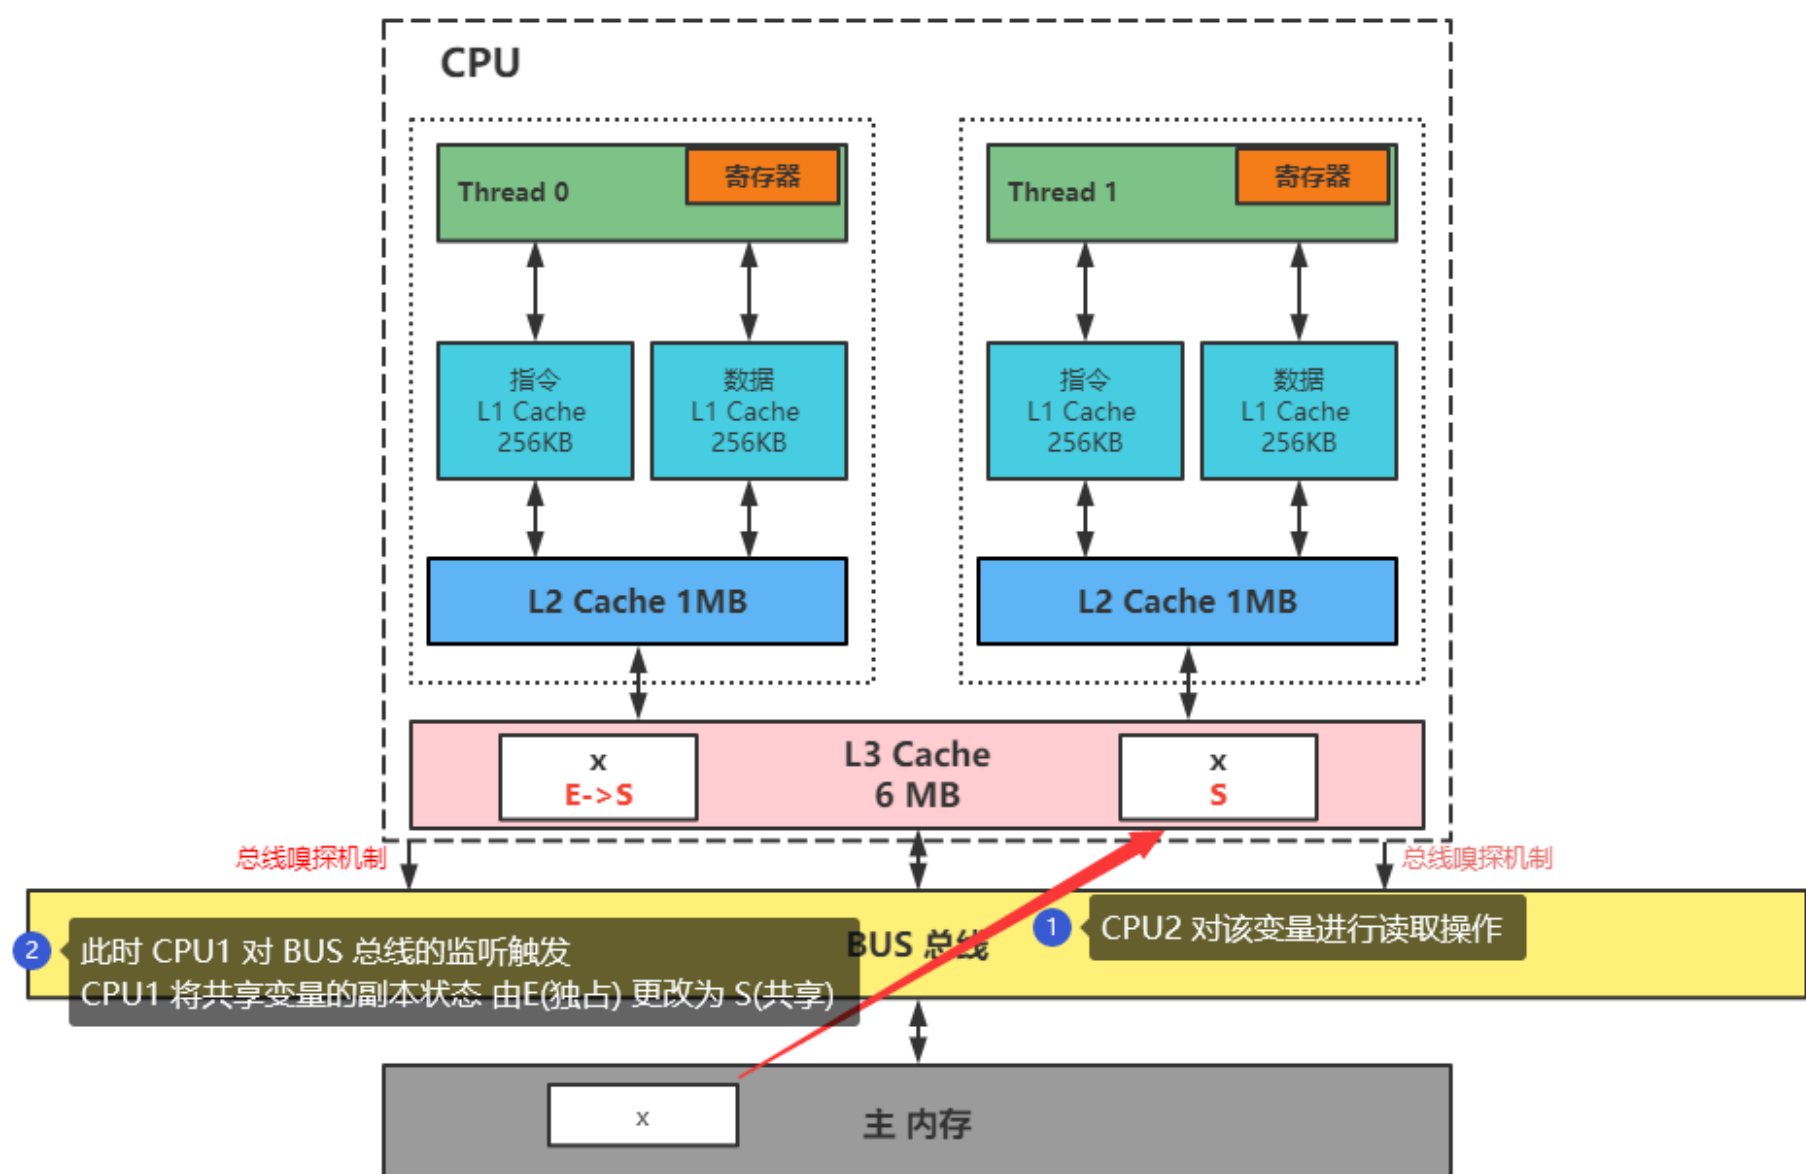 CPU
Thread 0
寄存器
Thread 1
寄存器
指令
L1 Cache
256KB
数据
L1 Cache
256KB
指令
L1 Cache
256KB
数据
L1 Cache
256KB
L2 Cache 1MB
L2 Cache 1MB
x
E->S
L3 Cache
6 MB
x
S
总线嗅探机制
总线嗅探机制
2
此时 CPU1 对 BUS 总线的监听触发
CPU1 将共享变量的副本状态 由E(独占) 更改为 S(共享)
BUS 总线
1
CPU2 对该变量进行读取操作
x
主 内存